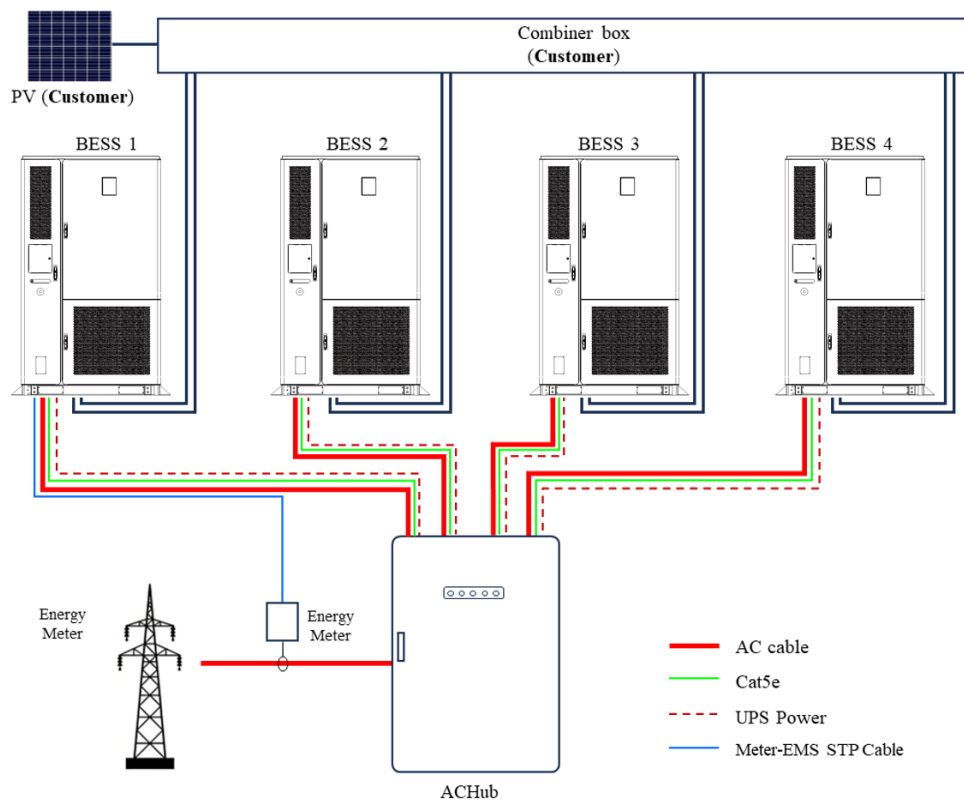 Combiner box
(Customer)
PV (Customer)
BESS 1
BESS 2
BESS 3
BESS 4
Energy
Meter
Energy
Meter
AC cable
Cat5e
UPS Power
Meter-EMS STP Cable
ACHub